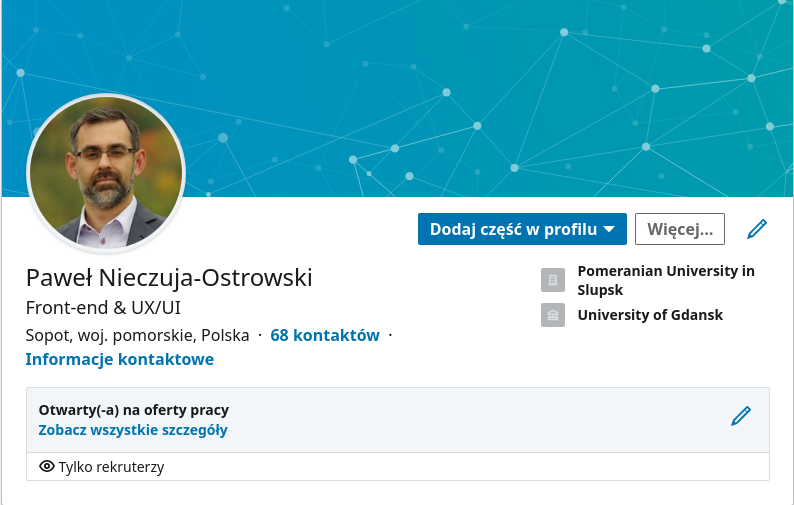 Dodaj część w profilu
Więcej...
Paweł Nieczuja-Ostrowski
Front-end & UX/UI
Sopot, woj. pomorskie, Polska · 68 kontaktów ·
Informacje kontaktowe
Pomeranian University in
Slupsk
University of Gdansk
Otwarty(-a) na oferty pracy
Zobacz wszystkie szczegóły
Tylko rekruterzy